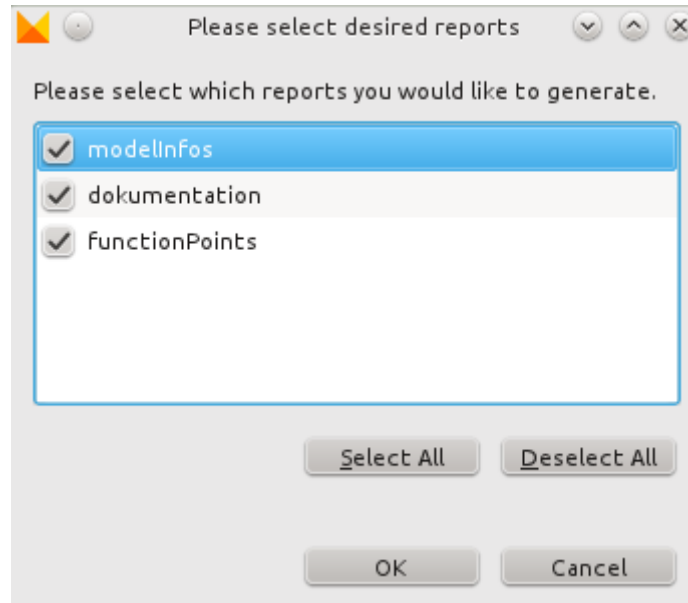 Please select desired reports
Please select which reports you would like to generate.
modelInfos
dokumentation
functionPoints
Select All Deselect All
OK Cancel